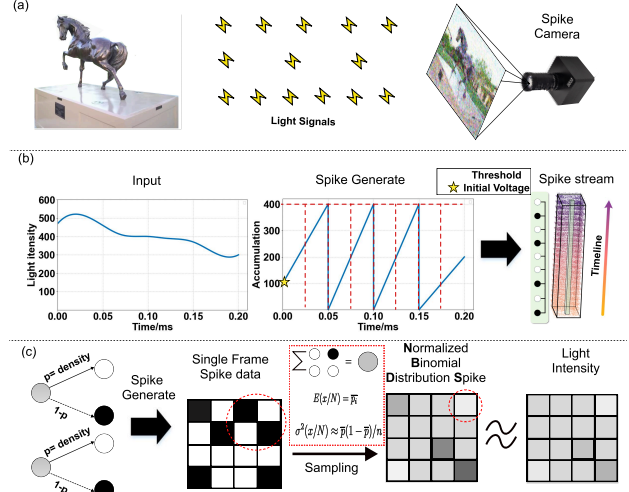 (a)
Spike
Camera
Light Signals
(b)
Input
Light itensity
600
500
400
300
200
100
0.00 0.05 0.10 0.15 0.20
Time/ms
Spike Generate
Threshold
Initial Voltage
Accumulation
400
300
200
100
0.00 0.05 0.10 0.15 0.20
Time/ms
Spike stream
Timeline
(c)
p= density
1-p
p= density
1-p
Spike
Generate
Single Frame
Spike data
∑ =
E(x/N) = p̅ᵢ
σ²(x/N) ≈ p̅(1 − p̅)/n
Sampling
Normalized
Binomial
Distribution Spike
≈
Light
Intensity